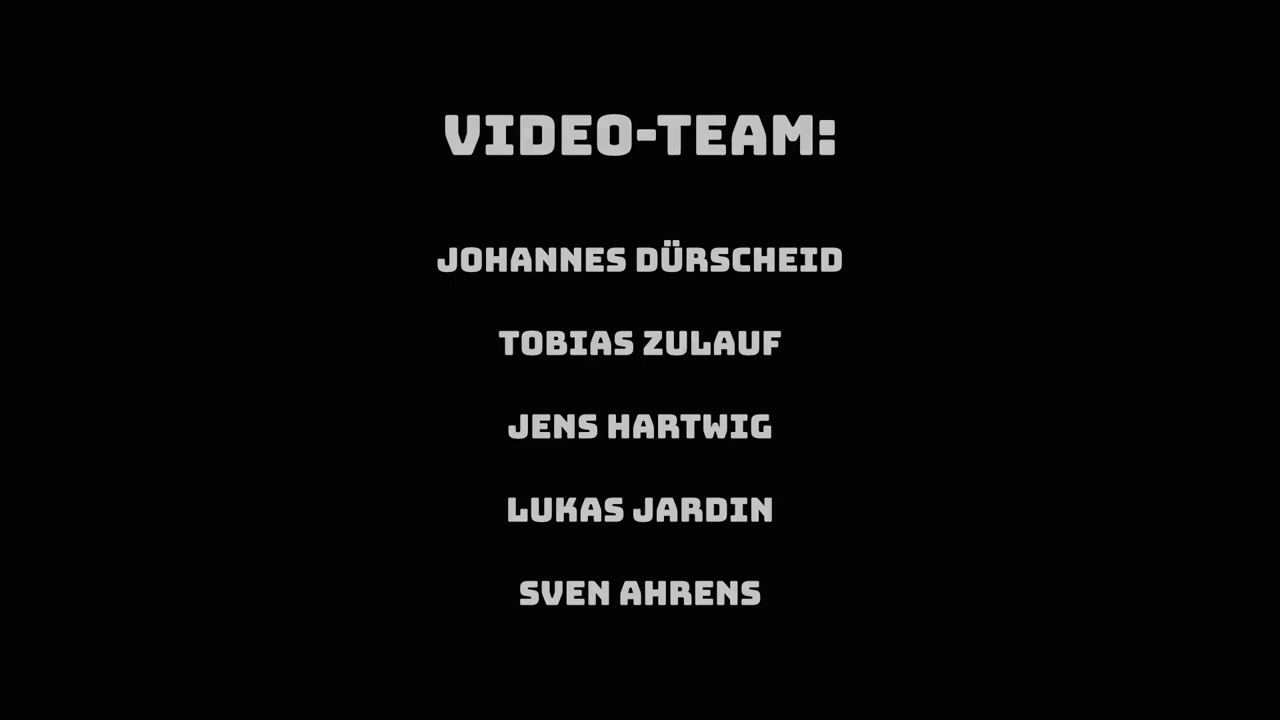 VIDEO-TEAM:
JOHANNES DÜRSCHEID
TOBIAS ZULAUF
JENS HARTWIG
LUKAS JARDIN
SVEN AHRENS